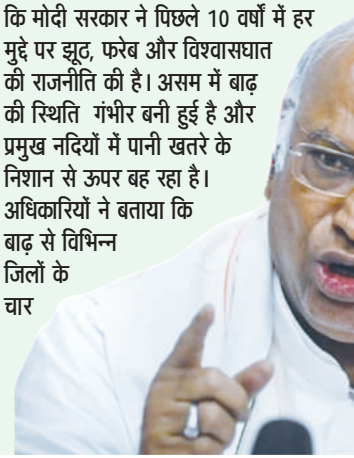 कि मोदी सरकार ने पिछले 10 वर्षों में हर
मुद्दे पर झूठ, फरेब और विश्वासघात
की राजनीति की है। असम में बाढ़
की स्थिति गंभीर बनी हुई है और
प्रमुख नदियों में पानी खतरे के
निशान से ऊपर बह रहा है।
अधिकारियों ने बताया कि
बाढ़ से विभिन्न
जिलों के
चार